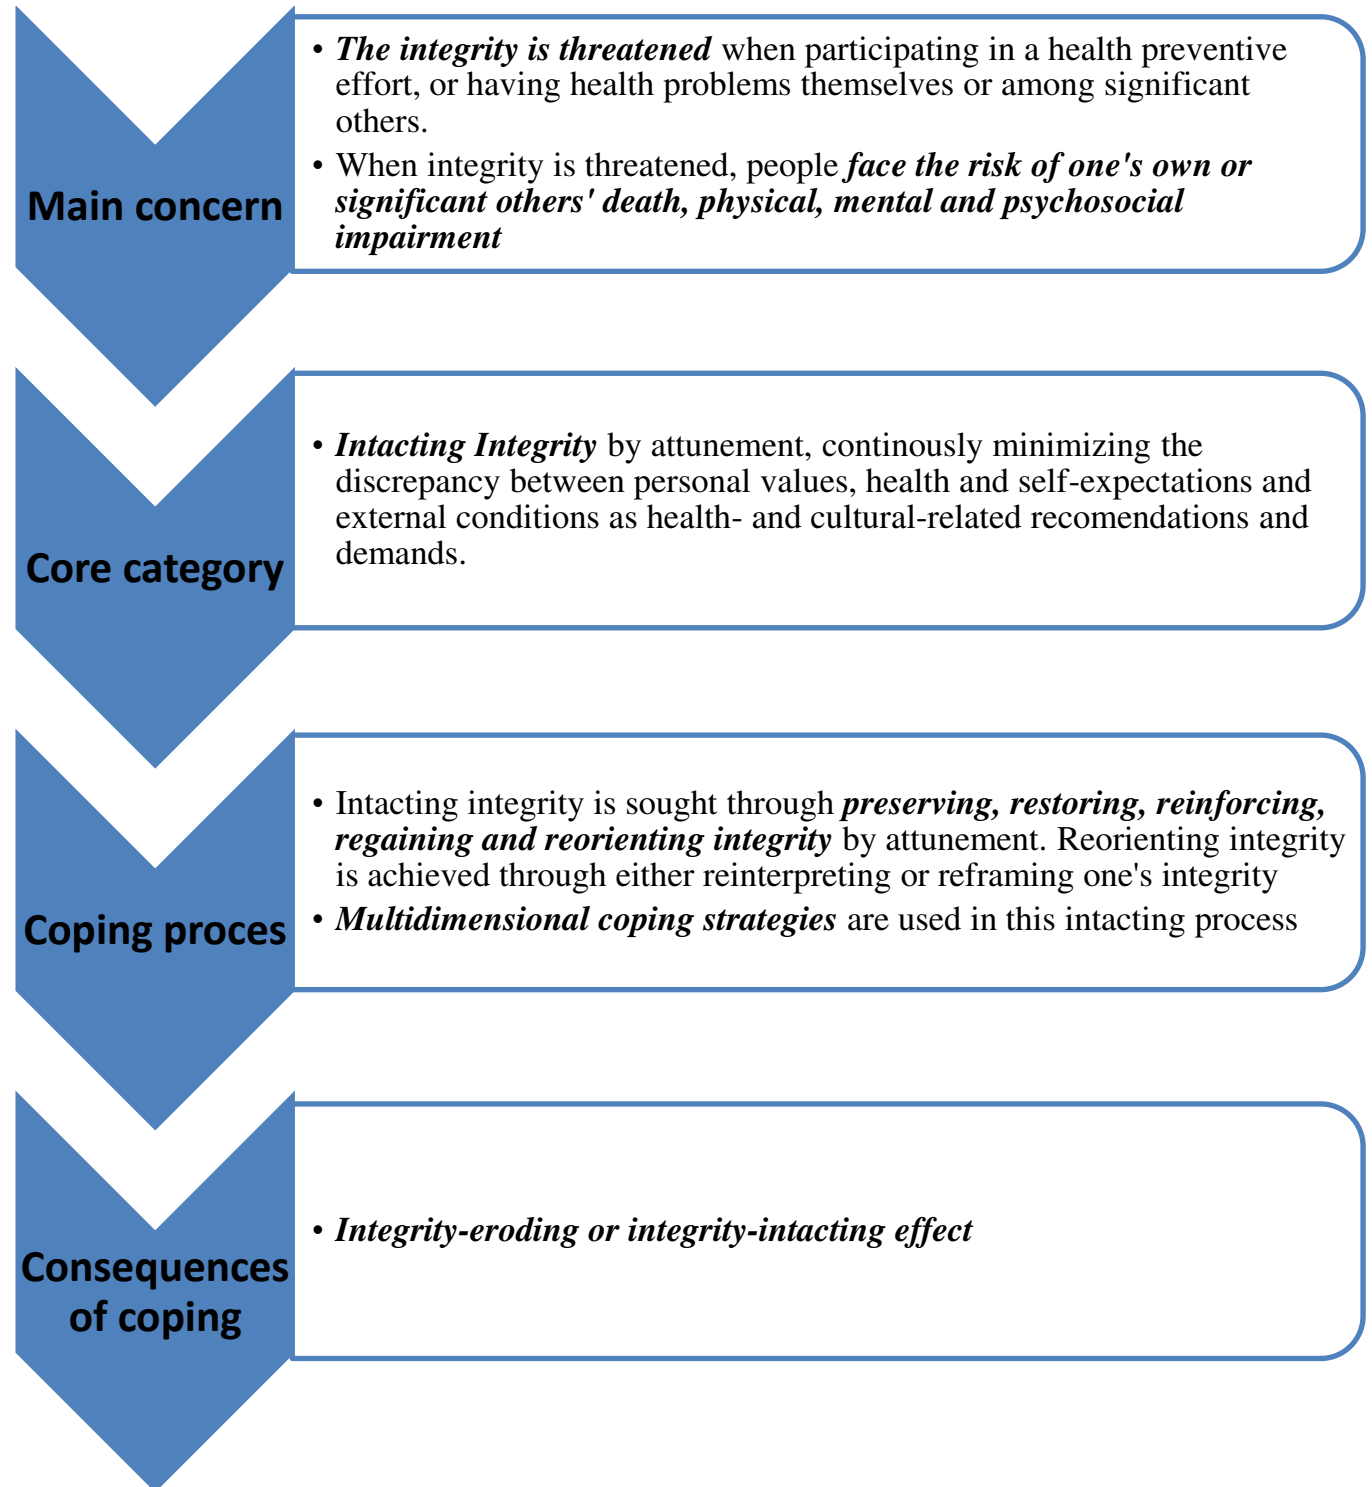 Main concern
• The integrity is threatened when participating in a health preventive
effort, or having health problems themselves or among significant
others.
• When integrity is threatened, people face the risk of one's own or
significant others' death, physical, mental and psychosocial
impairment
Core category
• Intacting Integrity by attunement, continously minimizing the
discrepancy between personal values, health and self-expectations and
external conditions as health- and cultural-related recomendations and
demands.
Coping proces
• Intacting integrity is sought through preserving, restoring, reinforcing,
regaining and reorienting integrity by attunement. Reorienting integrity
is achieved through either reinterpreting or reframing one's integrity
• Multidimensional coping strategies are used in this intacting process
Consequences
of coping
• Integrity-eroding or integrity-intacting effect